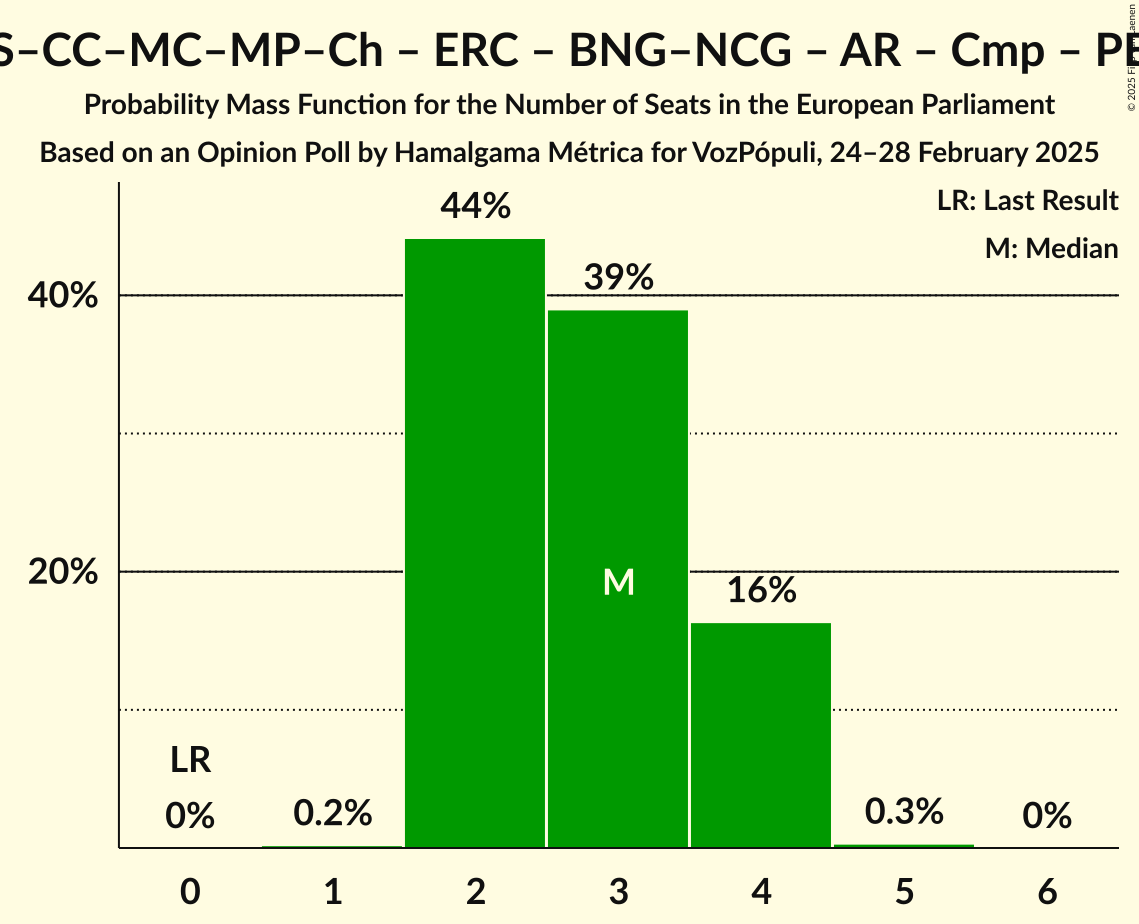 S–CC–MC–MP–Ch – ERC – BNG–NCG – AR – Cmp –
Probability Mass Function for the Number of Seats in the European Parliament
Based on an Opinion Poll by Hamalgama Métrica for VozPópuli, 24–28 February 2025
© 2025
LR: Last Result
M: Median
44%
39%
40%
20%
M
16%
LR
0%
0.2%
0.3%
0%
0 1 2 3 4 5 6